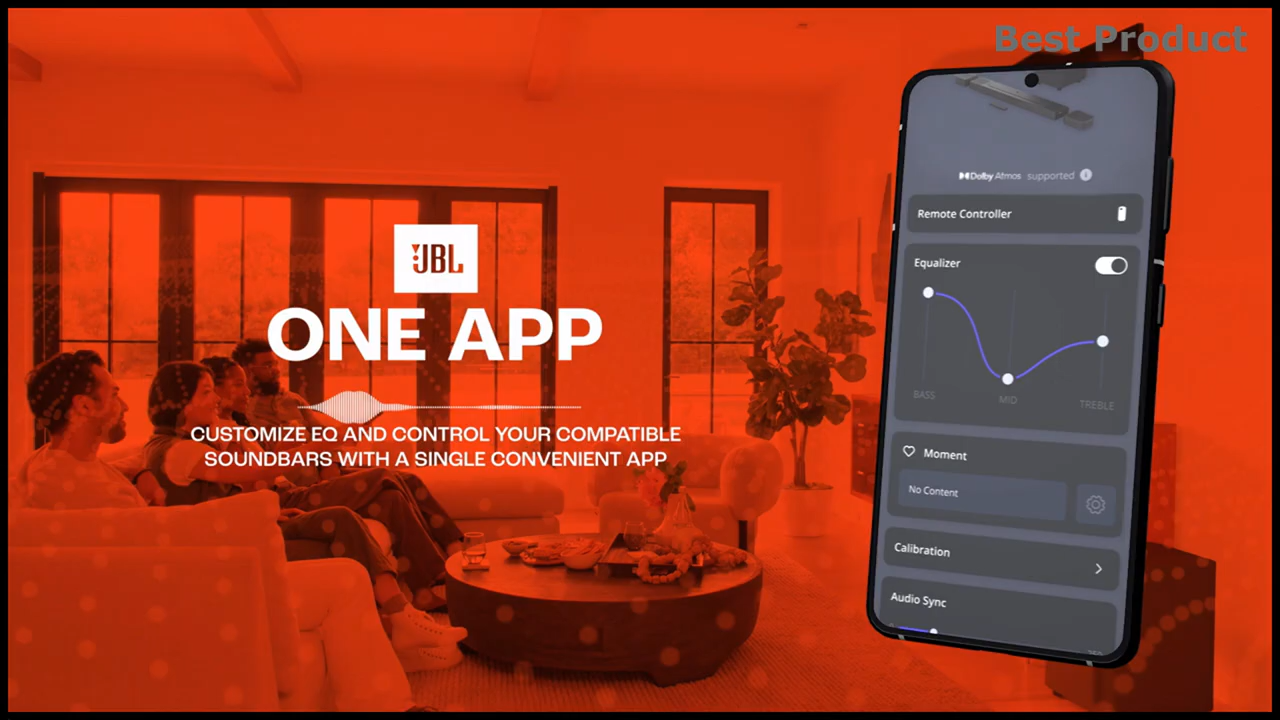 Best Product
JBL
ONE APP
CUSTOMIZE EQ AND CONTROL YOUR COMPATIBLE
SOUNDBARS WITH A SINGLE CONVENIENT APP
Dolby Atmos supported
Remote Controller
Equalizer
BASS
MID
TREBLE
Moment
No Content
Calibration
Audio Sync